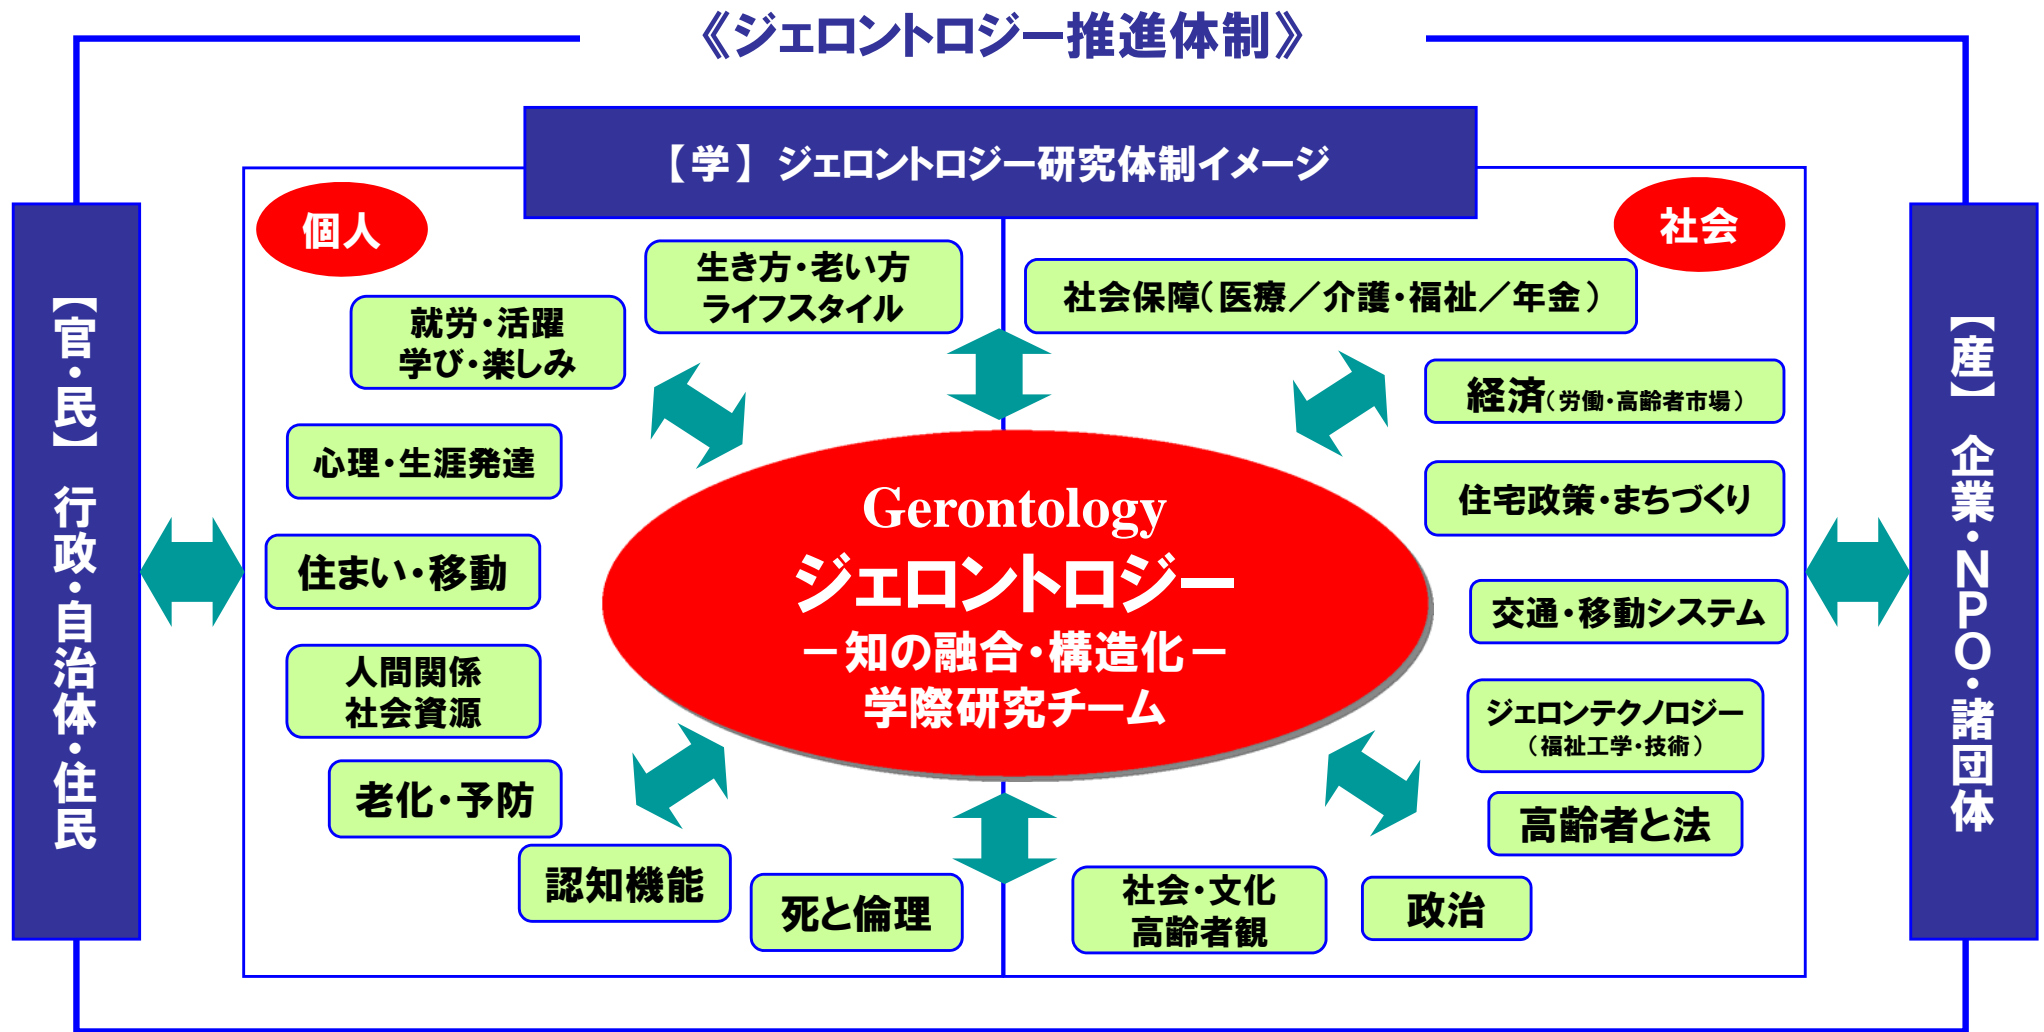 《ジェロントロジー推進体制》
【学】 ジェロントロジー研究体制イメージ
個人
社会
【官・民】 行政・自治体・住民
【産】 企業・NPO・諸団体
生き方・老い方
ライフスタイル
就労・活躍
学び・楽しみ
心理・生涯発達
住まい・移動
人間関係
社会資源
老化・予防
認知機能
死と倫理
社会保障(医療／介護・福祉／年金)
経済(労働・高齢者市場)
住宅政策・まちづくり
交通・移動システム
ジェロンテクノロジー
(福祉工学・技術)
高齢者と法
政治
社会・文化
高齢者観
Gerontology
ジェロントロジー
－知の融合・構造化－
学際研究チーム